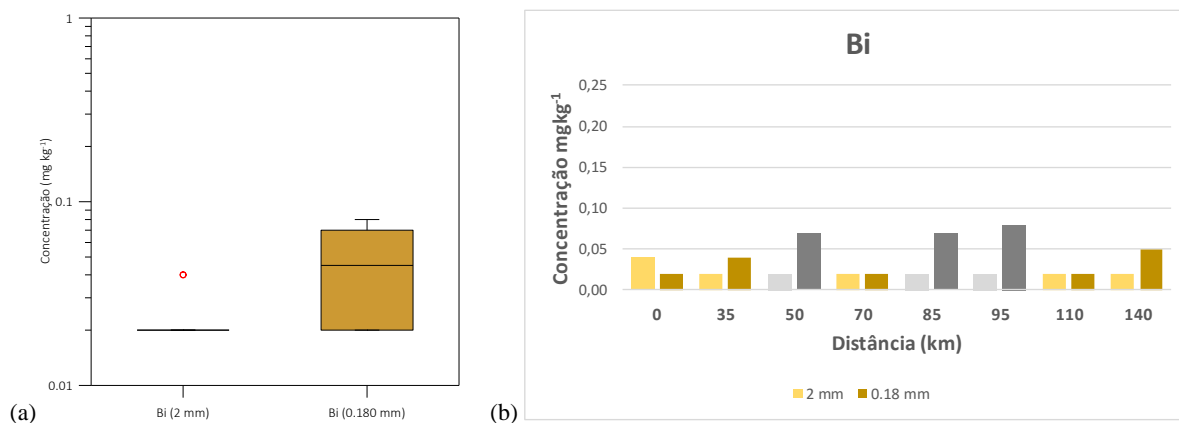 1
0.1
0.01
Concentração (mg kg⁻¹)
Bi (2 mm) Bi (0.180 mm)
(a)
Bi
0,25
0,20
0,15
0,10
0,05
0,00
Concentração mgkg⁻¹
0 35 50 70 85 95 110 140
Distância (km)
2 mm 0.18 mm
(b)